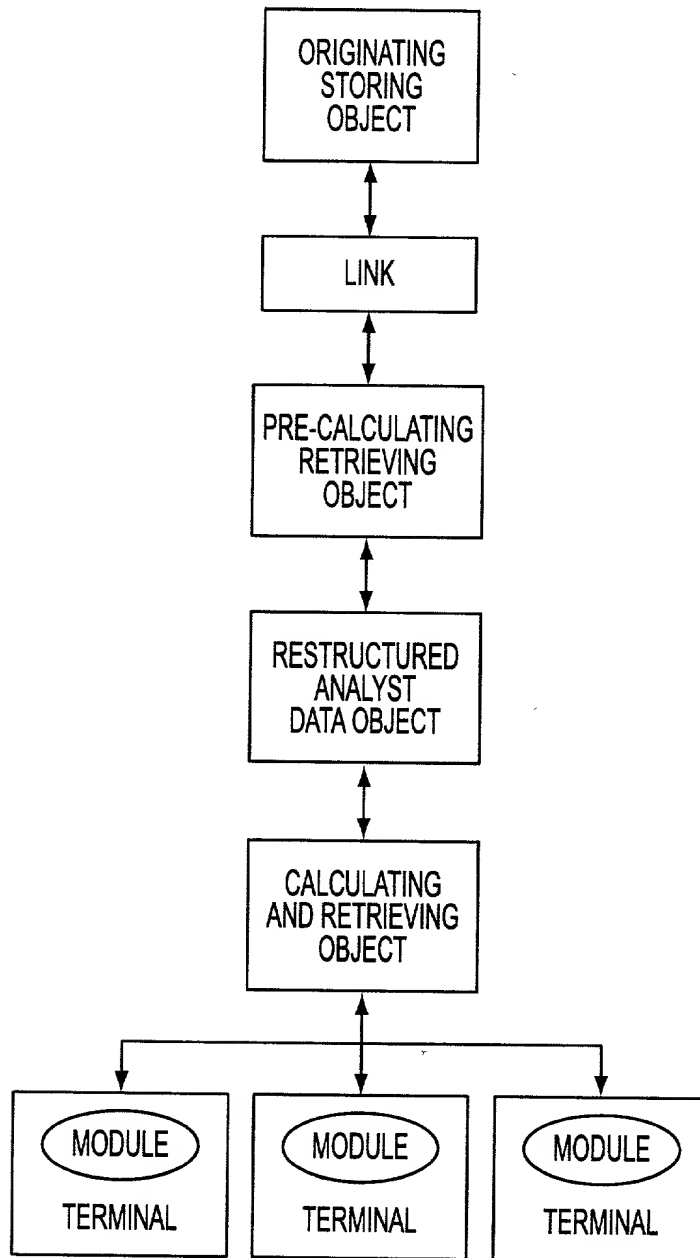 ORIGINATING
STORING
OBJECT
LINK
PRE-CALCULATING
RETRIEVING
OBJECT
RESTRUCTURED
ANALYST
DATA OBJECT
CALCULATING
AND RETRIEVING
OBJECT
MODULE
TERMINAL
MODULE
TERMINAL
MODULE
TERMINAL